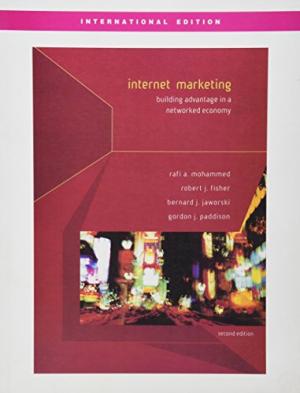 INTERNATIONAL EDITION
internet marketing
building advantage in a
networked economy
rafi a. mohammed
robert j. fisher
bernard j. jaworski
gordon j. paddison
second edition